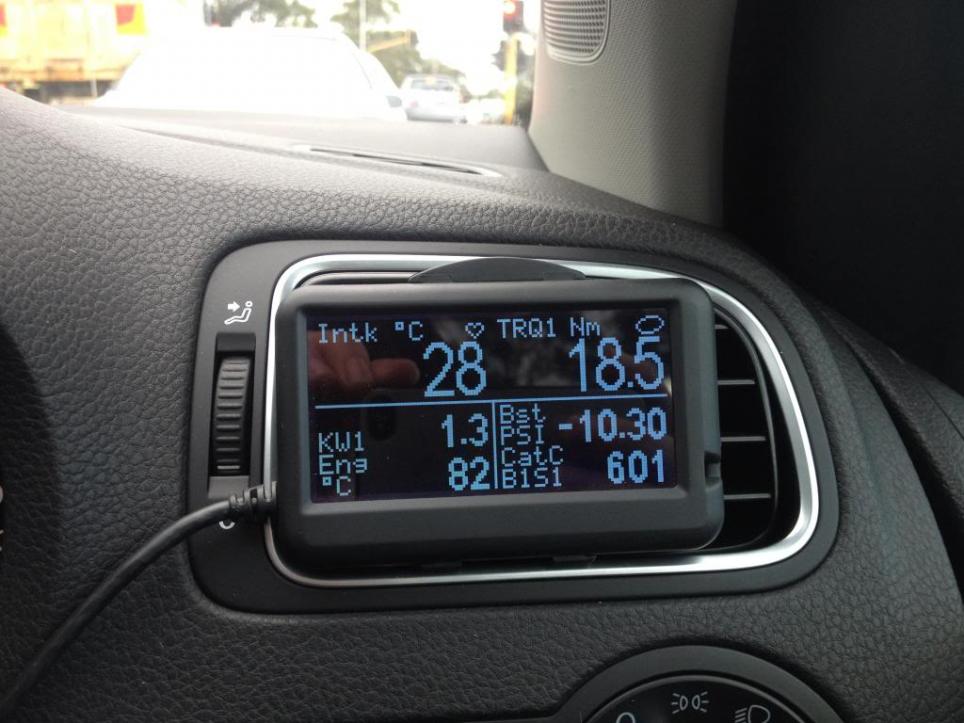 Intk °C
28
TRQ1 Nm
18.5
KW1 1.3
Eng °C 82
Bst PSI -10.30
CatC B1S1 601